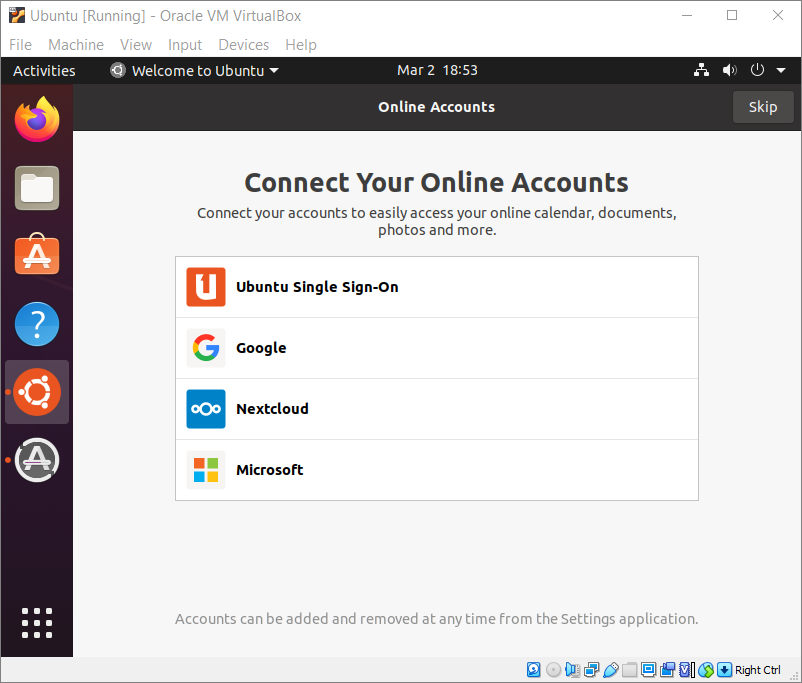 Ubuntu [Running] - Oracle VM VirtualBox
File Machine View Input Devices Help
Activities Welcome to Ubuntu Mar 2 18:53
Online Accounts Skip
Connect Your Online Accounts
Connect your accounts to easily access your online calendar, documents,
photos and more.
Ubuntu Single Sign-On
Google
Nextcloud
Microsoft
Accounts can be added and removed at any time from the Settings application.
Right Ctrl